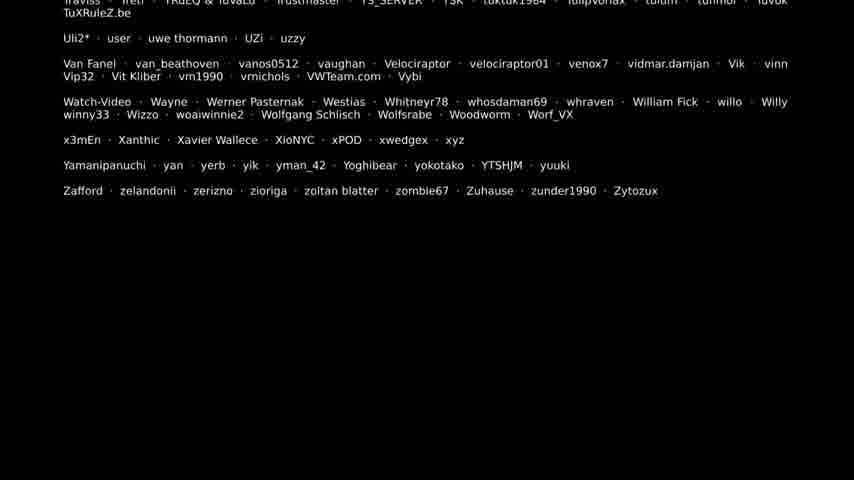 Traviss · Treti · TRuEQ & TuVaLu · Trustmaster · TS_SERVER · TSK · tuktuk1964 · Tulipvorlax · tulum · tunmor · Tuvok
TuXRuleZ.be
Uli2* · user · uwe thormann · UZi · uzzy
Van Fanel · van_beathoven · vanos0512 · vaughan · Velociraptor · velociraptor01 · venox7 · vidmar.damjan · Vik · vinn
Vip32 · Vit Kliber · vm1990 · vrnichols · VWTeam.com · Vybi
Watch-Video · Wayne · Werner Pasternak · Westias · Whitneyr78 · whosdaman69 · whraven · William Fick · willo · Willy
winny33 · Wizzo · woaiwinnie2 · Wolfgang Schlisch · Wolfsrabe · Woodworm · Worf_VX
x3mEn · Xanthic · Xavier Wallece · XioNYC · xPOD · xwedgex · xyz
Yamanipanuchi · yan · yerb · yik · yman_42 · Yoghibear · yokotako · YTSHJM · yuuki
Zafford · zelandonii · zerizno · zioriga · zoltan blatter · zombie67 · Zuhause · zunder1990 · Zytozux